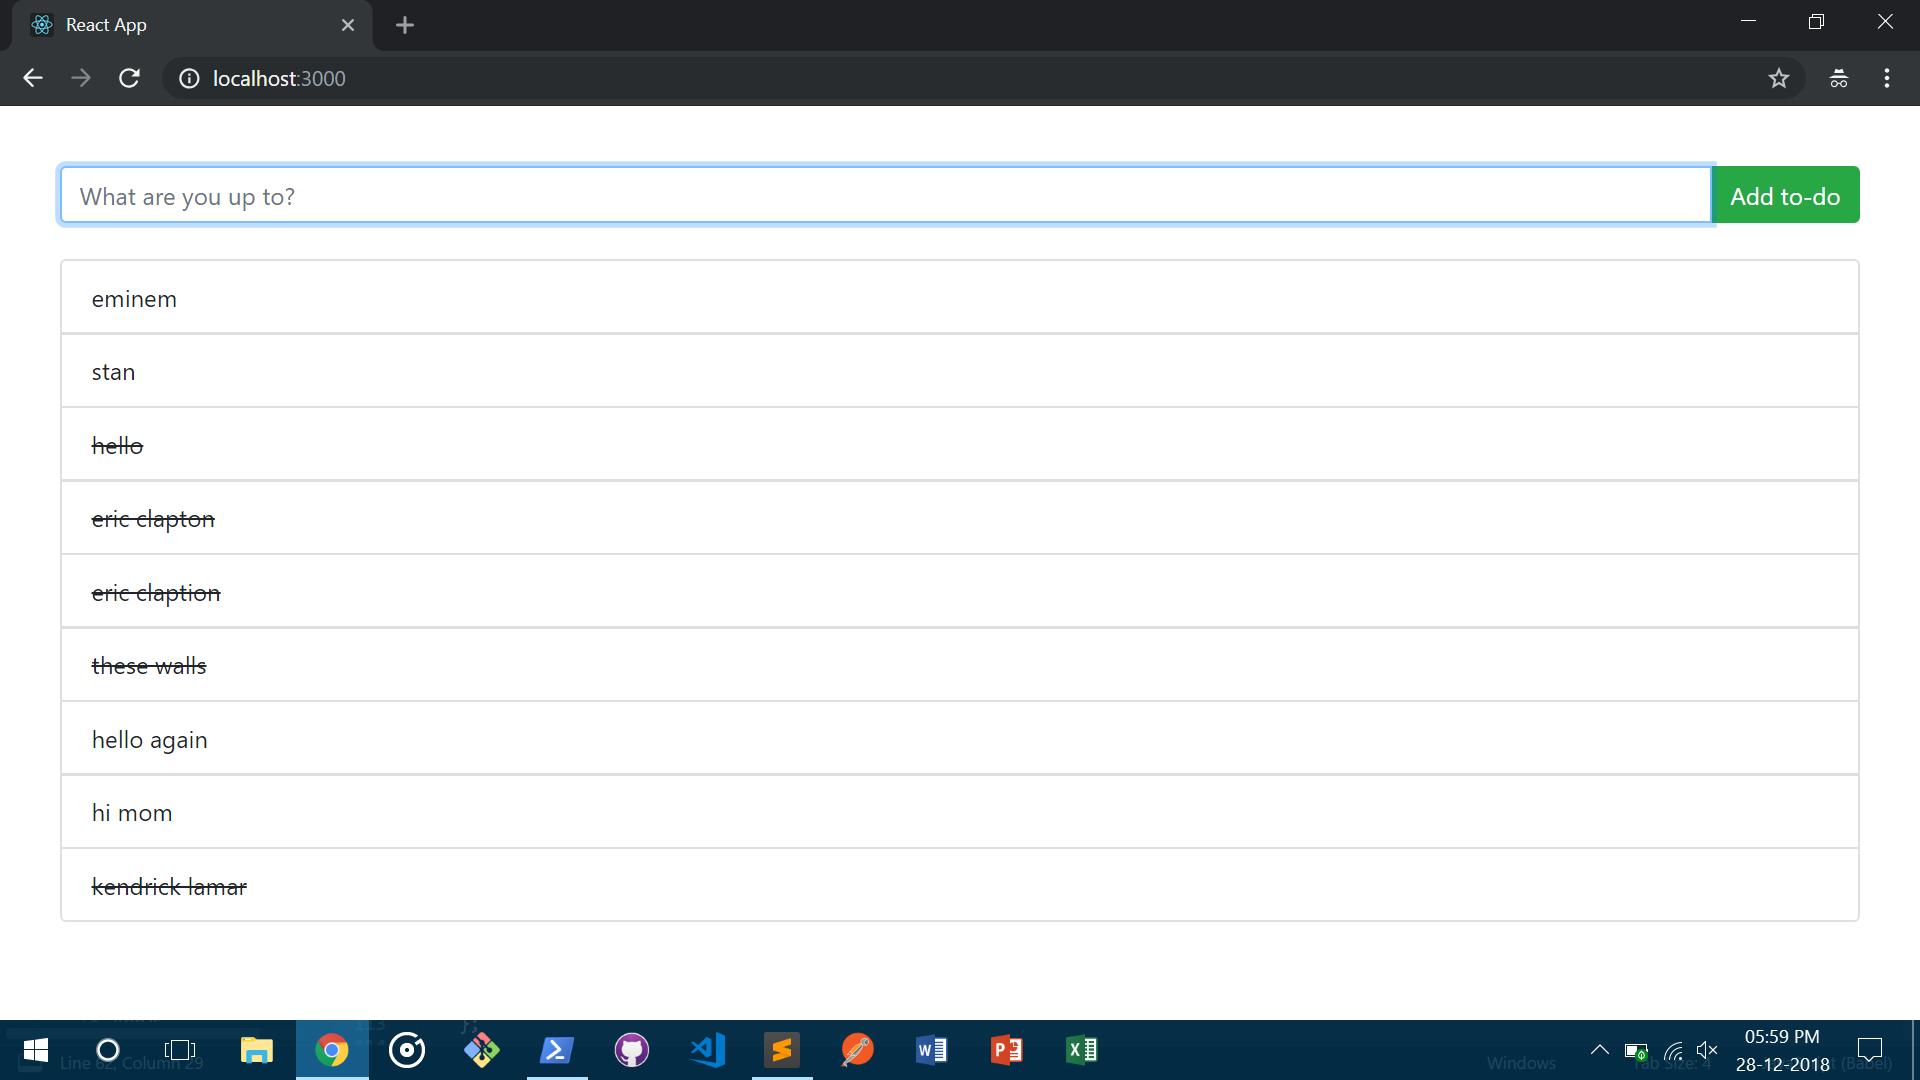 React App
localhost:3000
What are you up to?
Add to-do
eminem
stan
hello
eric clapton
eric claption
these walls
hello again
hi mom
kendrick lamar
Line 62, Column 29
Windows
Tab Size: 4
(Babel)
05:59 PM
28-12-2018